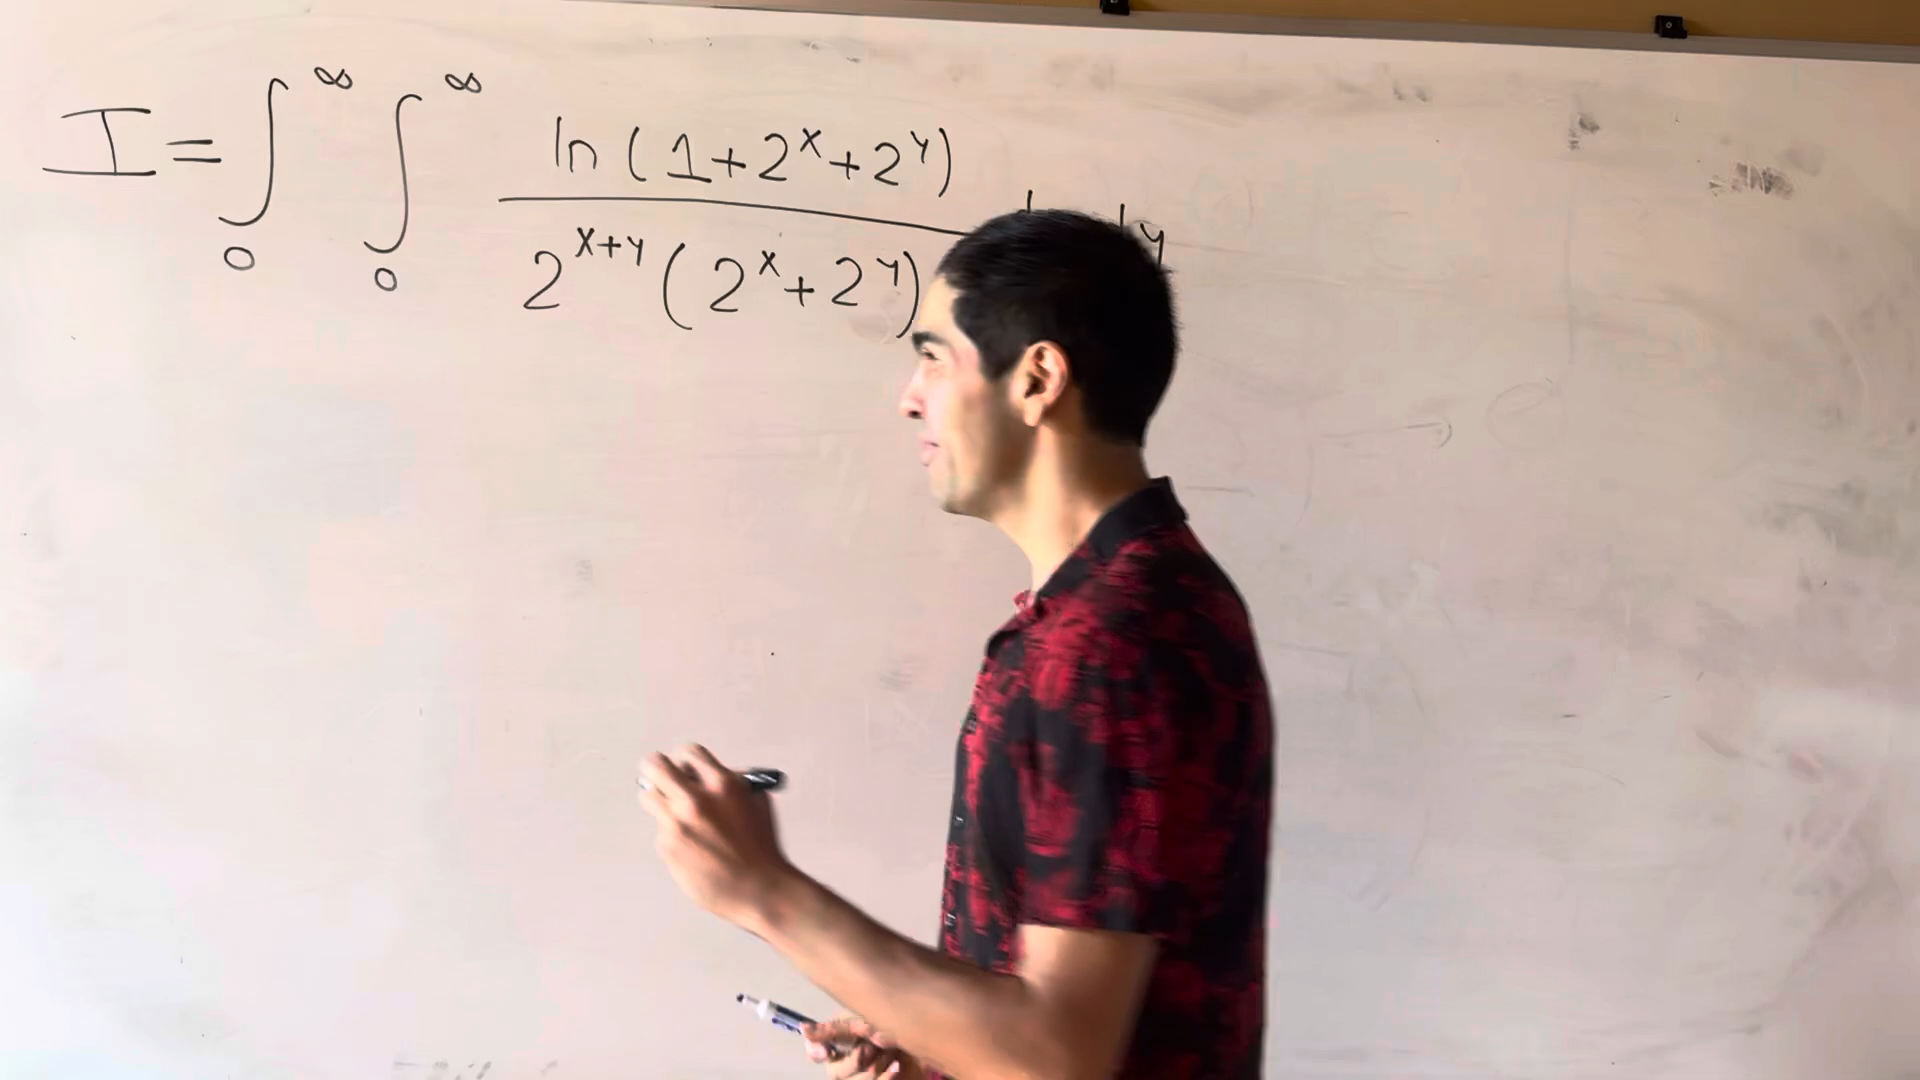 I = ∫₀^∞ ∫₀^∞ ln(1+2^x+2^y) / 2^{x+y}(2^x+2^y) y